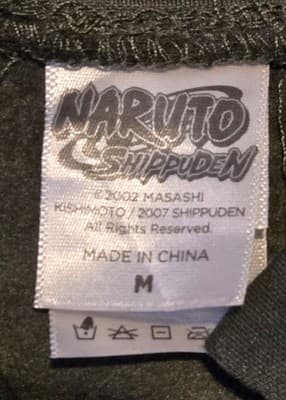 NARUTO
SHIPPUDEN
©2002 MASASHI
KISHIMOTO / 2007 SHIPPUDEN
All Rights Reserved.
MADE IN CHINA
M